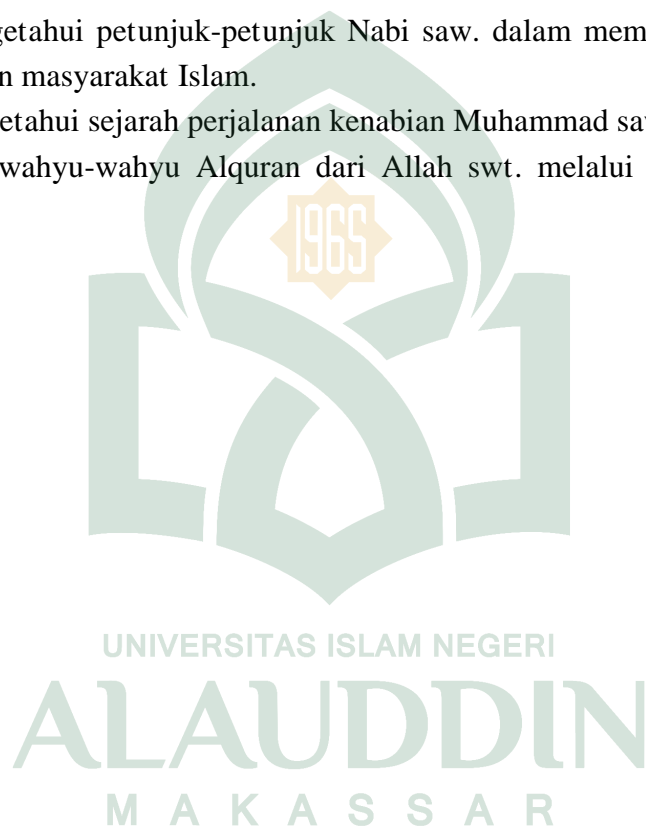 getahui petunjuk-petunjuk Nabi saw. dalam mem
n masyarakat Islam.
etahui sejarah perjalanan kenabian Muhammad sa
wahyu-wahyu Alquran dari Allah swt. melalui
1965
UNIVERSITAS ISLAM NEGERI
ALAUDDIN
MAKASSAR